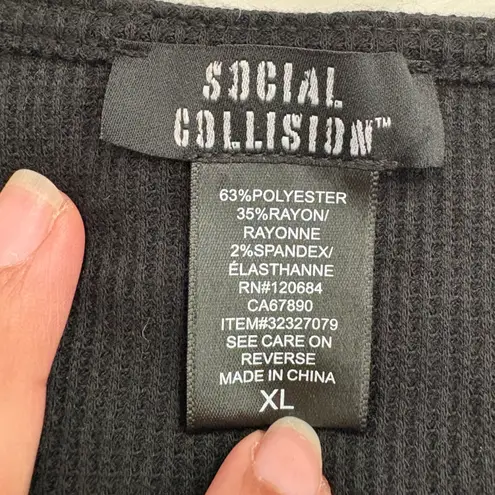 SOCIAL
COLLISION™
63%POLYESTER
35%RAYON/
RAYONNE
2%SPANDEX/
ÉLASTHANNE
RN#120684
CA67890
ITEM#32327079
SEE CARE ON
REVERSE
MADE IN CHINA
XL